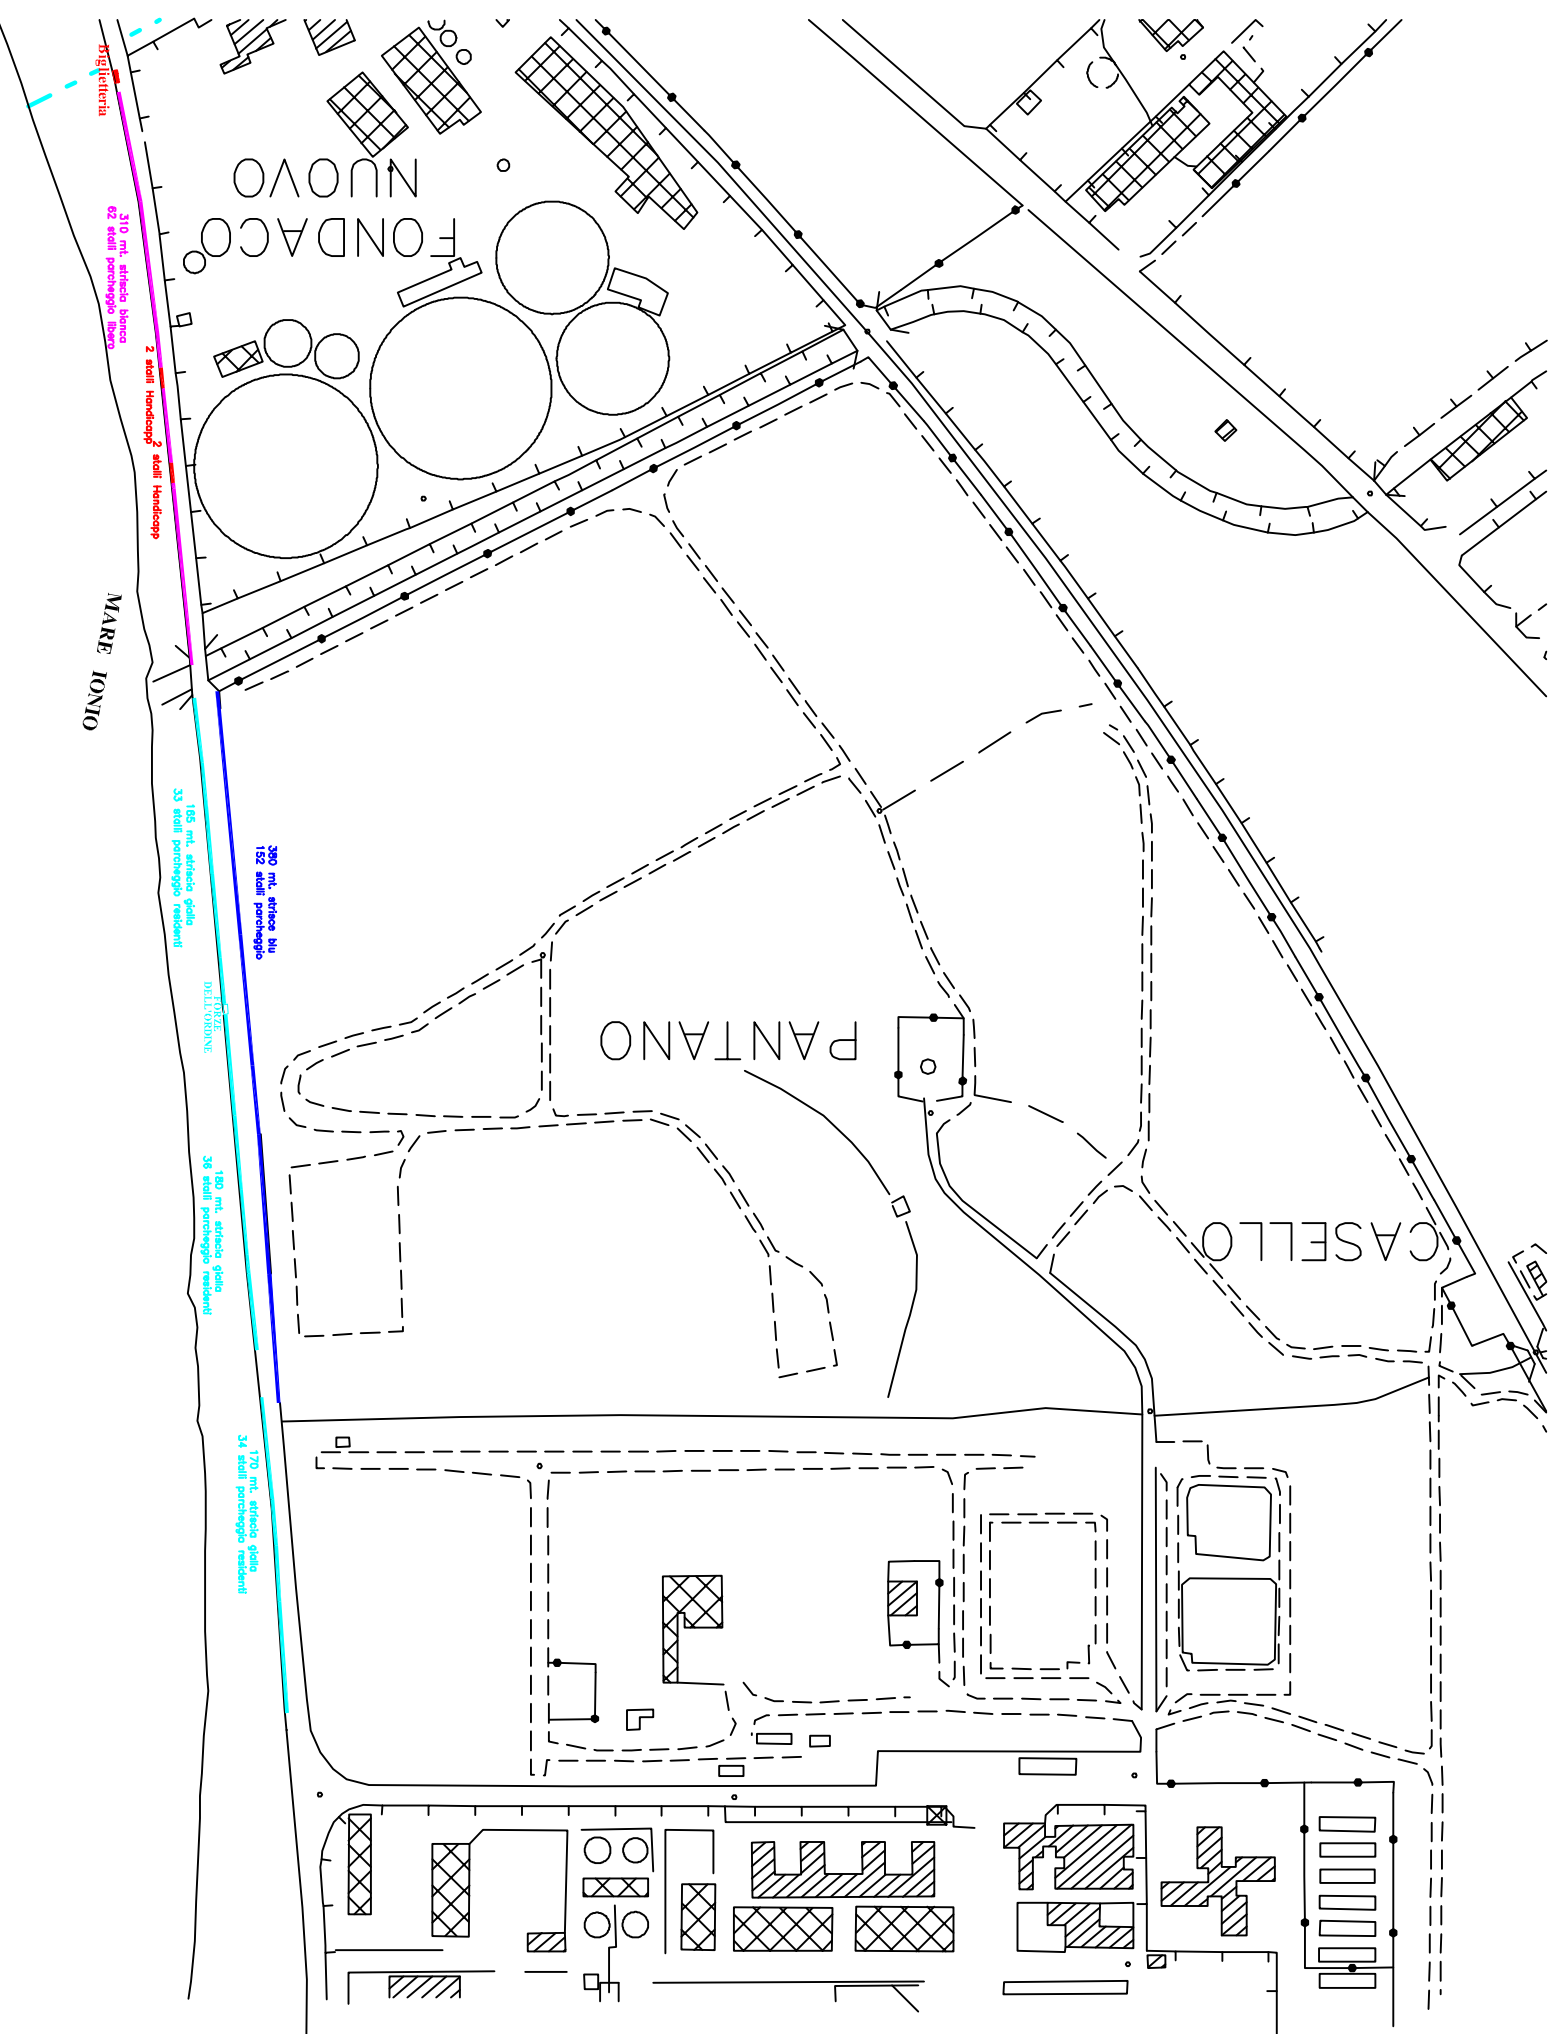 Biglietteria
NUOVO
FONDACO
310 mt. striscia bianca
62 stalli parcheggio libero
2 stalli Handicapp
2 stalli Handicapp
MARE IONIO
185 mt. striscia gialla
33 stalli parcheggio residenti
380 mt. strisce blu
152 stalli parcheggio
FORZE
DELL'ORDINE
PANTANO
180 mt. striscia gialla
36 stalli parcheggio residenti
CASELLO
170 mt. striscia gialla
34 stalli parcheggio residenti